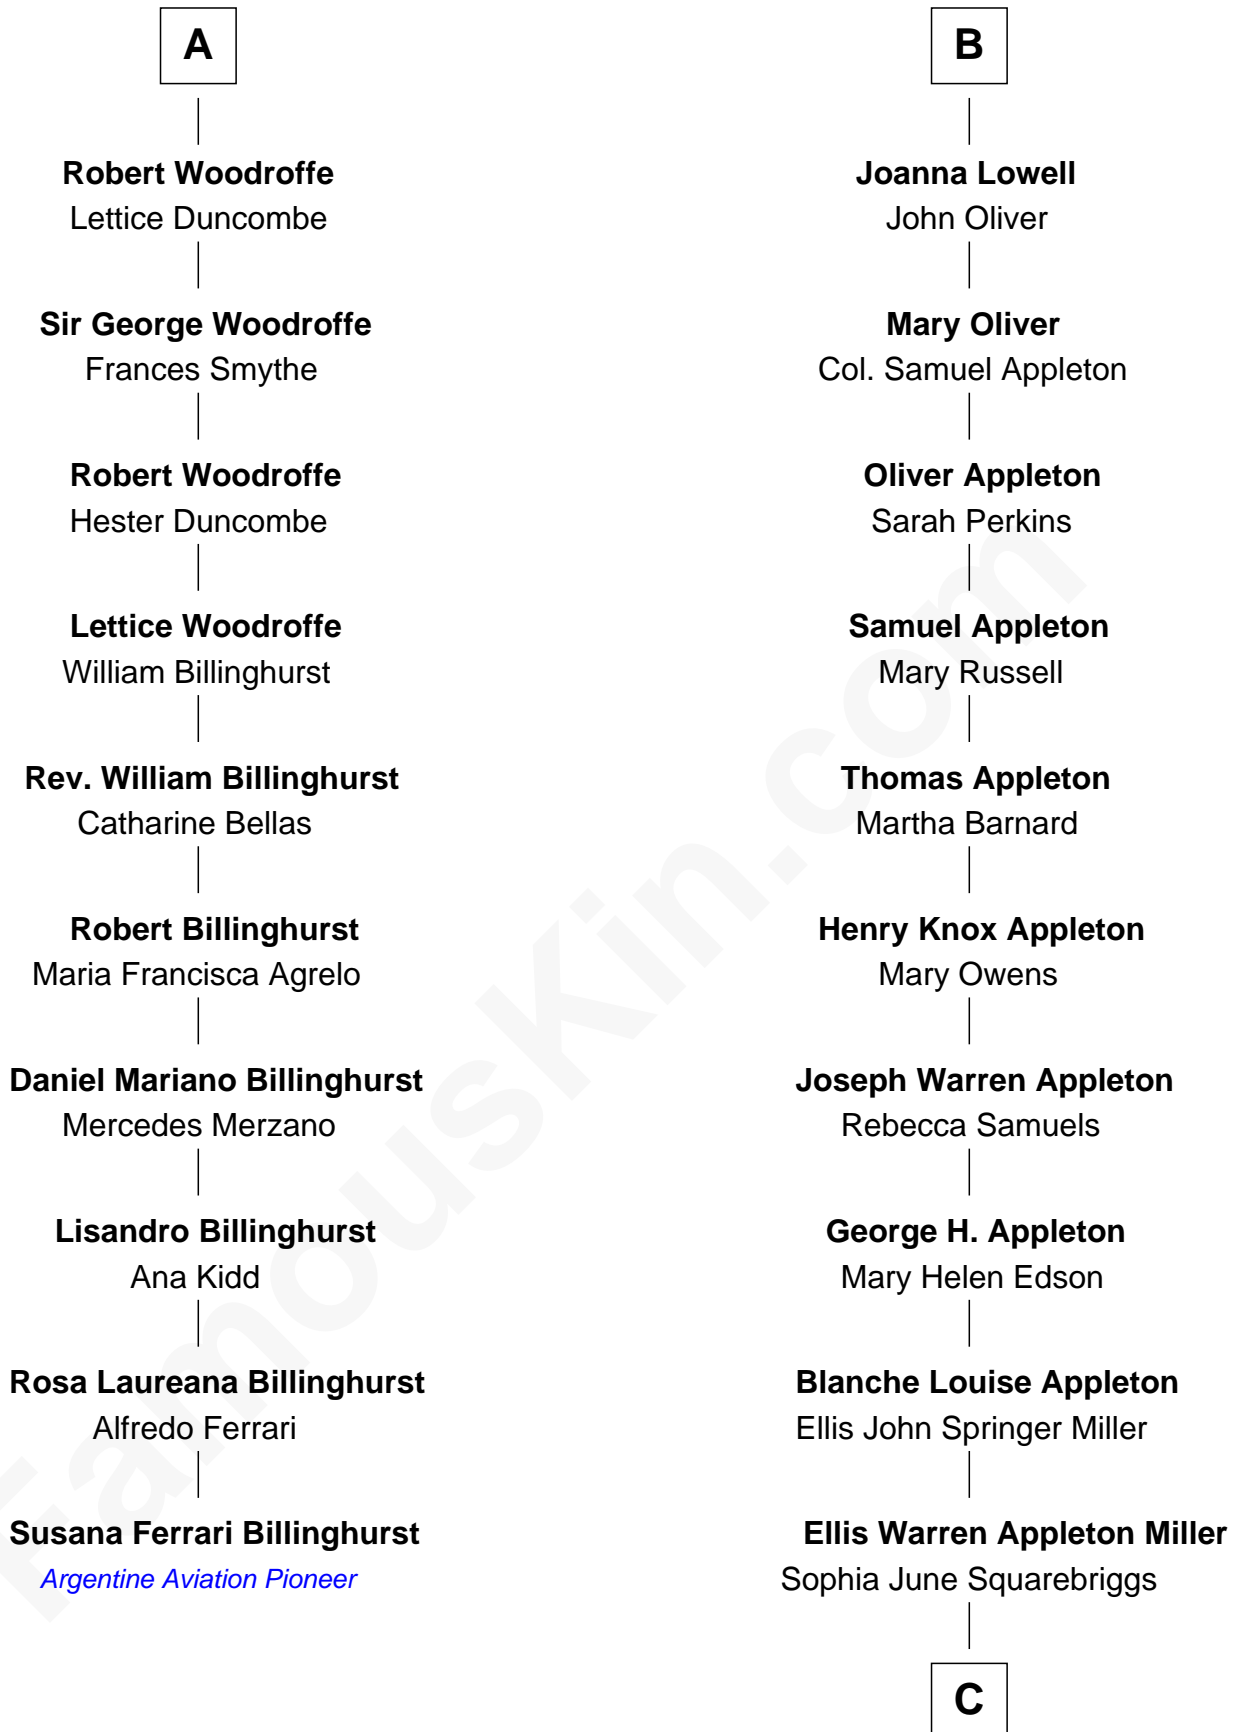 A
Robert Woodroffe
Lettice Duncombe
Sir George Woodroffe
Frances Smythe
Robert Woodroffe
Hester Duncombe
Lettice Woodroffe
William Billinghurst
Rev. William Billinghurst
Catharine Bellas
Robert Billinghurst
Maria Francisca Agrelo
Daniel Mariano Billinghurst
Mercedes Merzano
Lisandro Billinghurst
Ana Kidd
Rosa Laureana Billinghurst
Alfredo Ferrari
Susana Ferrari Billinghurst
Argentine Aviation Pioneer
B
Joanna Lowell
John Oliver
Mary Oliver
Col. Samuel Appleton
Oliver Appleton
Sarah Perkins
Samuel Appleton
Mary Russell
Thomas Appleton
Martha Barnard
Henry Knox Appleton
Mary Owens
Joseph Warren Appleton
Rebecca Samuels
George H. Appleton
Mary Helen Edson
Blanche Louise Appleton
Ellis John Springer Miller
Ellis Warren Appleton Miller
Sophia June Squarebriggs
C
FamousKin.com